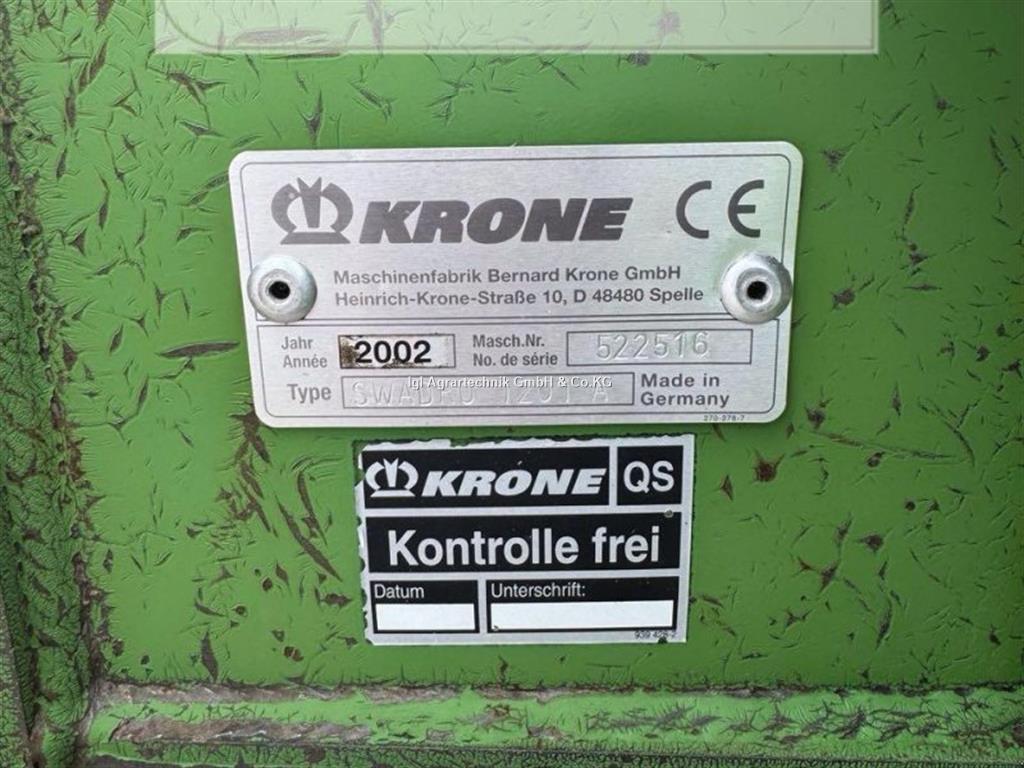 KRONE CE
Maschinenfabrik Bernard Krone GmbH
Heinrich-Krone-Straße 10, D 48480 Spelle
Jahr
Année
2002
Masch.Nr.
No. de série
522516
Type
Igl Agrartechnik GmbH & Co.KG
Made in
Germany
270-278-7
KRONE QS
Kontrolle frei
Datum
Unterschrift: